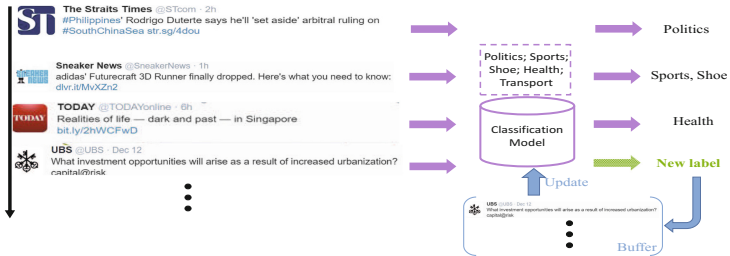 ST
The Straits Times @STcom · 2h
#Philippines' Rodrigo Duterte says he'll 'set aside' arbitral ruling on
#SouthChinaSea str.sg/4dou
Politics
SNEAKER
NEWS
Sneaker News @SneakerNews · 1h
adidas' Futurecraft 3D Runner finally dropped. Here's what you need to know:
dlvr.it/MvXZn2
Politics; Sports;
Shoe; Health;
Transport
Sports, Shoe
TODAY
TODAY @TODAYonline · 6h
Realities of life — dark and past — in Singapore
bit.ly/2hWCFwD
Classification
Model
Health
UBS @UBS · Dec 12
What investment opportunities will arise as a result of increased urbanization?
capital@risk
New label
Update
UBS @UBS · Dec 12
What investment opportunities will arise as a result of increased urbanization?
capital@risk
Buffer